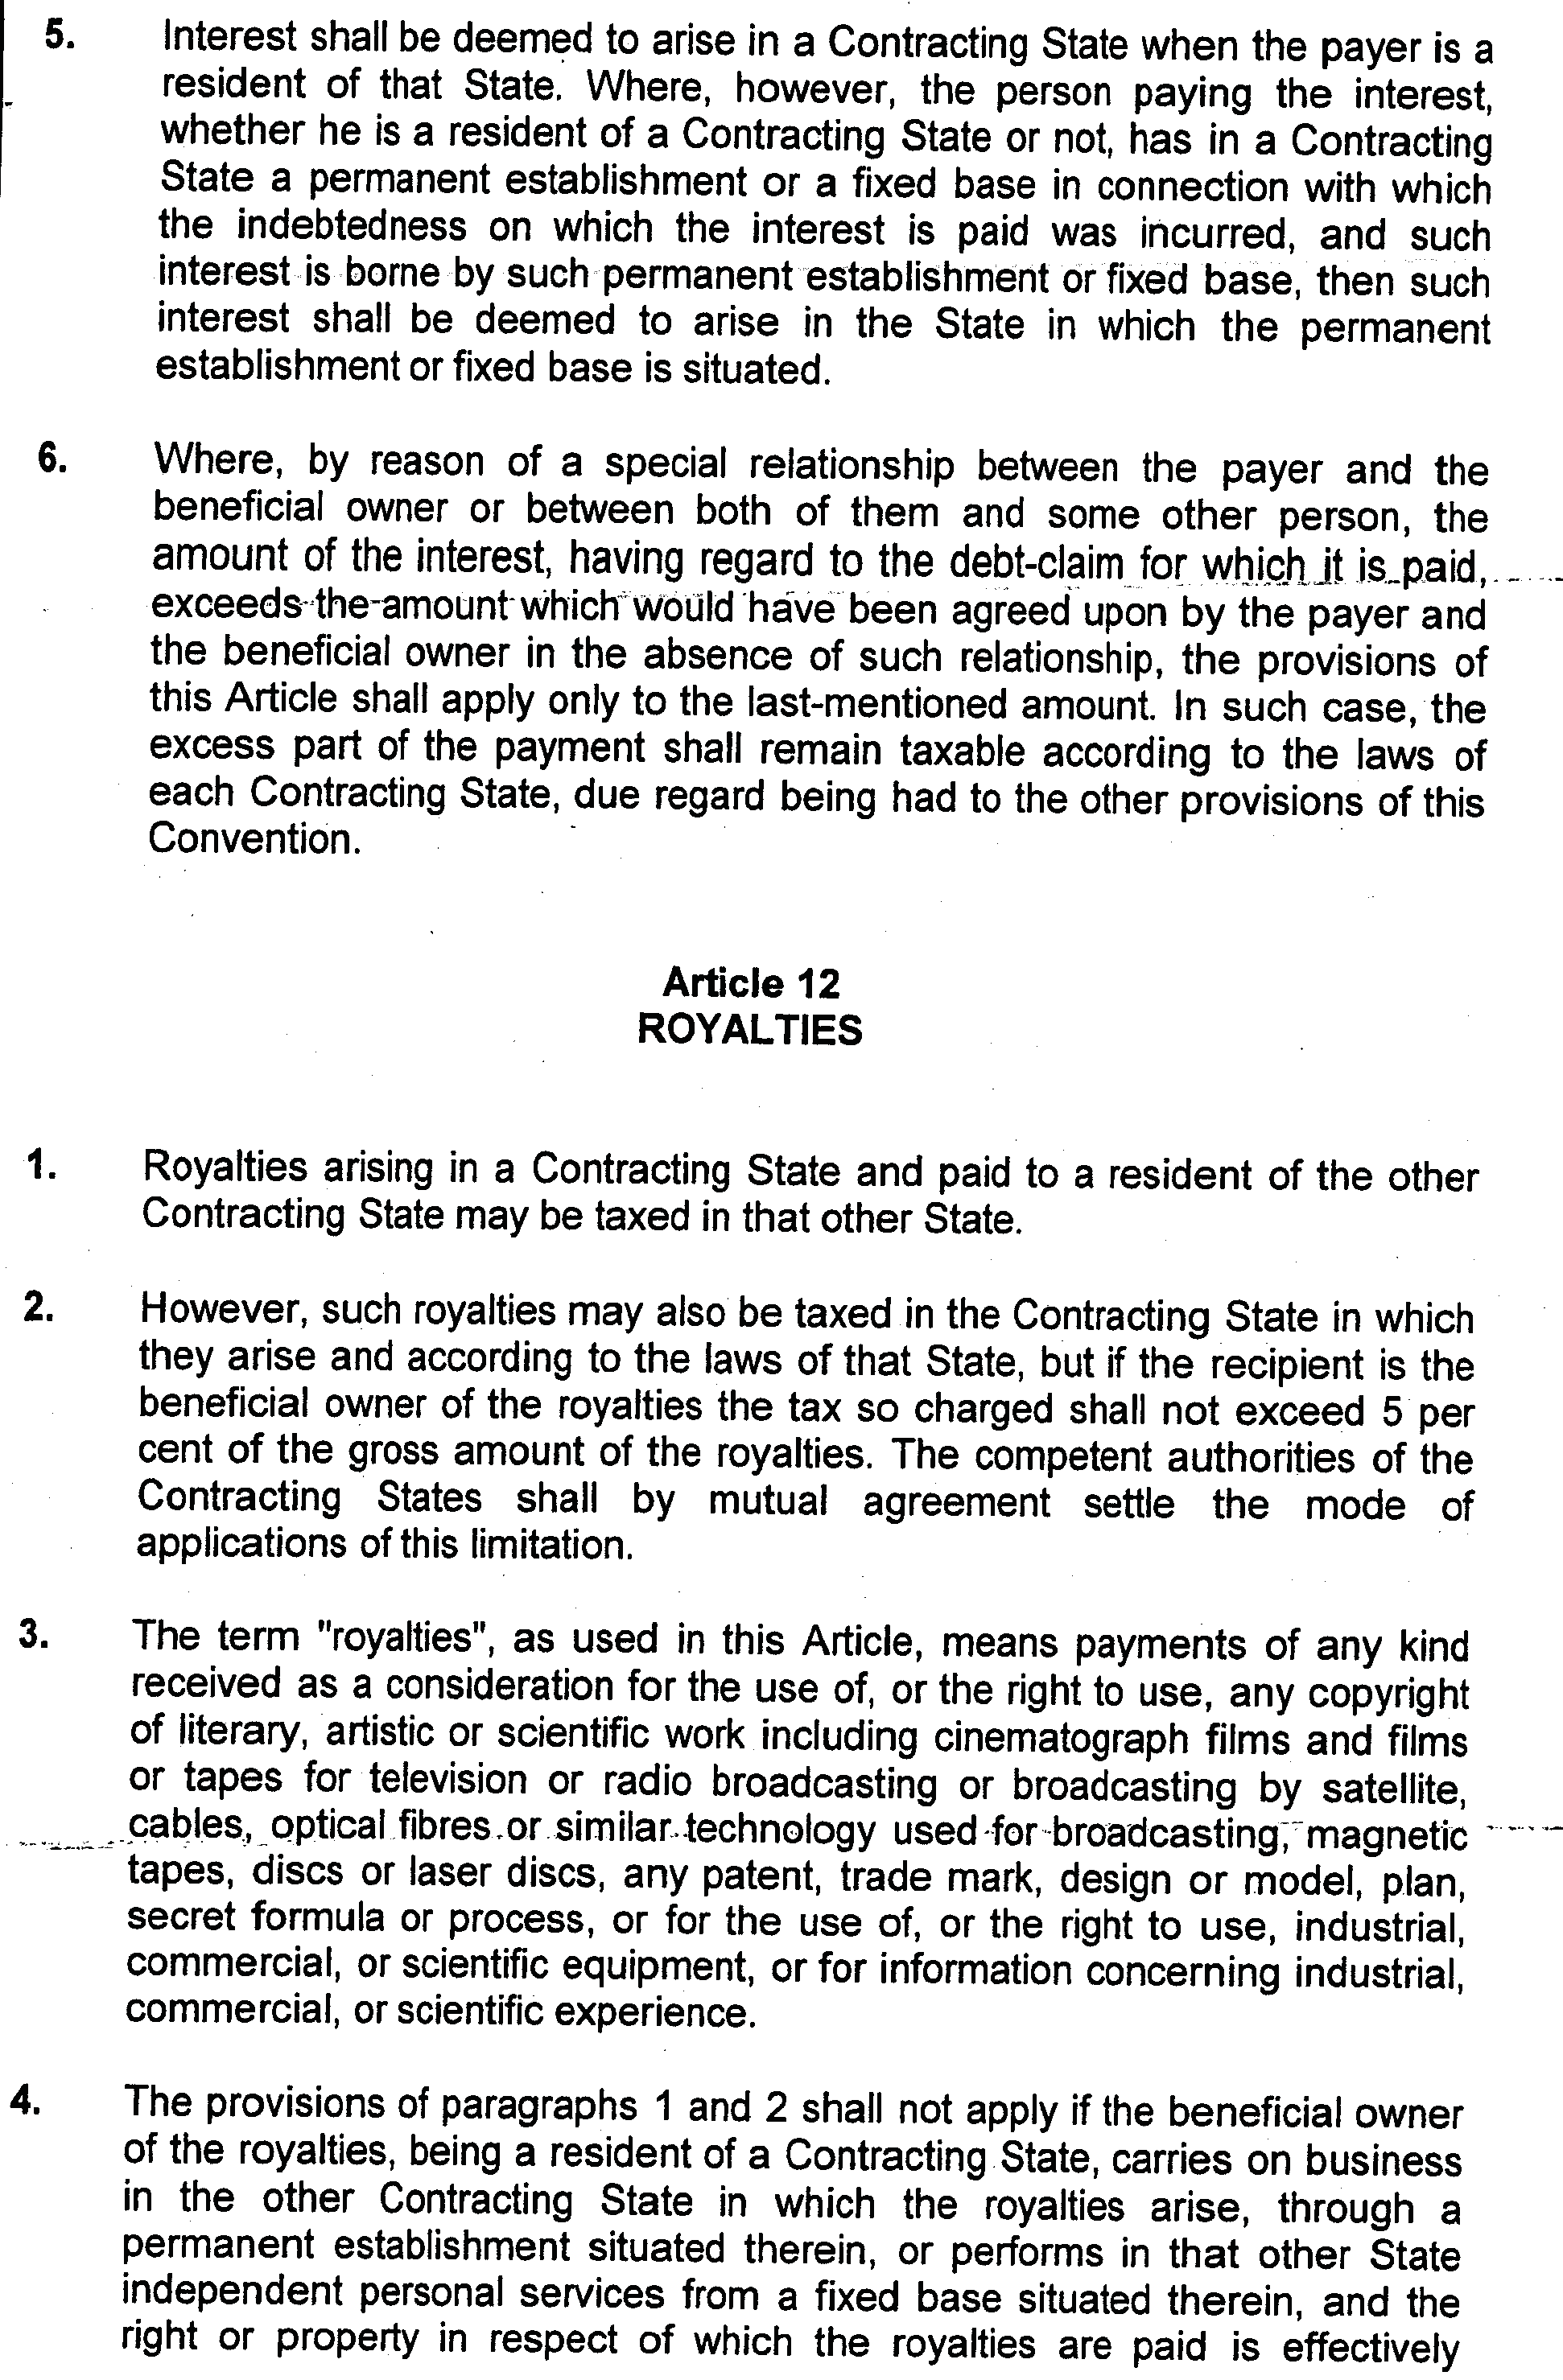 5. Interest shall be deemed to arise in a Contracting State when the payer is a
resident of that State. Where, however, the person paying the interest,
whether he is a resident of a Contracting State or not, has in a Contracting
State a permanent establishment or a fixed base in connection with which
the indebtedness on which the interest is paid was incurred, and such
interest is borne by such permanent establishment or fixed base, then such
interest shall be deemed to arise in the State in which the permanent
establishment or fixed base is situated.
6. Where, by reason of a special relationship between the payer and the
beneficial owner or between both of them and some other person, the
amount of the interest, having regard to the debt-claim for which it is paid,
exceeds the amount which would have been agreed upon by the payer and
the beneficial owner in the absence of such relationship, the provisions of
this Article shall apply only to the last-mentioned amount. In such case, the
excess part of the payment shall remain taxable according to the laws of
each Contracting State, due regard being had to the other provisions of this
Convention.
Article 12
ROYALTIES
1. Royalties arising in a Contracting State and paid to a resident of the other
Contracting State may be taxed in that other State.
2. However, such royalties may also be taxed in the Contracting State in which
they arise and according to the laws of that State, but if the recipient is the
beneficial owner of the royalties the tax so charged shall not exceed 5 per
cent of the gross amount of the royalties. The competent authorities of the
Contracting States shall by mutual agreement settle the mode of
applications of this limitation.
3. The term "royalties", as used in this Article, means payments of any kind
received as a consideration for the use of, or the right to use, any copyright
of literary, artistic or scientific work including cinematograph films and films
or tapes for television or radio broadcasting or broadcasting by satellite,
cables, optical fibres or similar technology used for broadcasting, magnetic
tapes, discs or laser discs, any patent, trade mark, design or model, plan,
secret formula or process, or for the use of, or the right to use, industrial,
commercial, or scientific equipment, or for information concerning industrial,
commercial, or scientific experience.
4. The provisions of paragraphs 1 and 2 shall not apply if the beneficial owner
of the royalties, being a resident of a Contracting State, carries on business
in the other Contracting State in which the royalties arise, through a
permanent establishment situated therein, or performs in that other State
independent personal services from a fixed base situated therein, and the
right or property in respect of which the royalties are paid is effectively